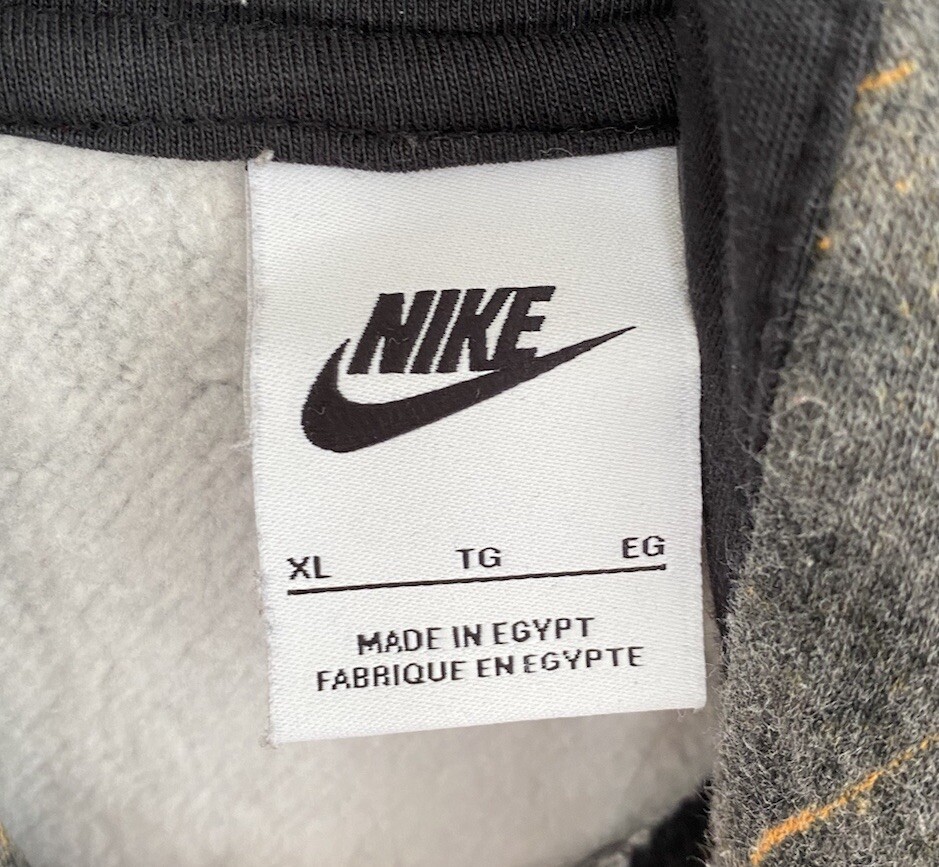 NIKE
XL TG EG
MADE IN EGYPT
FABRIQUE EN EGYPTE